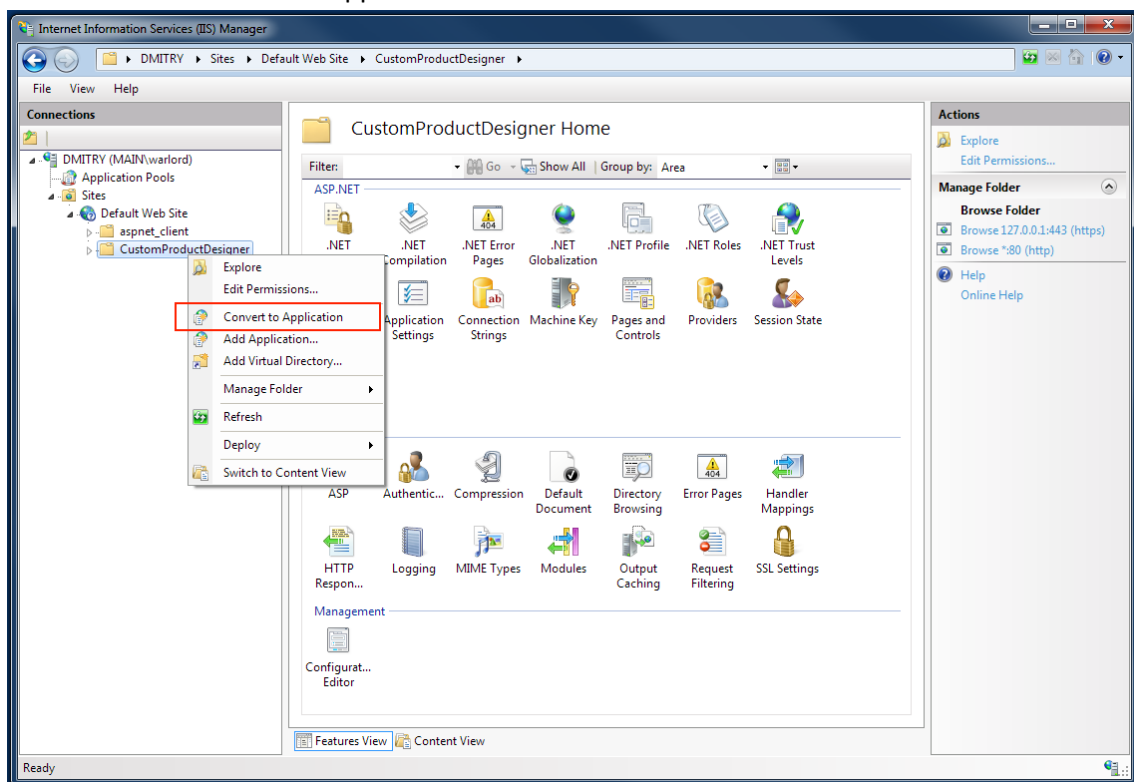 Internet Information Services (IIS) Manager
DMITRY Sites Default Web Site CustomProductDesigner
File View Help
Connections
DMITRY (MAIN\warlord)
Application Pools
Sites
Default Web Site
aspnet_client
CustomProductDesigner
Explore
Edit Permissions...
Convert to Application
Add Application...
Add Virtual Directory...
Manage Folder
Refresh
Deploy
Switch to Content View
CustomProductDesigner Home
Filter: Go Show All Group by: Area
ASP.NET
.NET .NET .NET Error .NET .NET Profile .NET Roles .NET Trust
Compilation Pages Globalization Levels
404
ab
Application Connection Machine Key Pages and Providers Session State
Settings Strings Controls
404
ASP Authentic... Compression Default Directory Error Pages Handler
Document Browsing Mappings
HTTP Logging MIME Types Modules Output Request SSL Settings
Respon... Caching Filtering
Management
Configurat...
Editor
Features View Content View
Actions
Explore
Edit Permissions...
Manage Folder
Browse Folder
Browse 127.0.0.1:443 (https)
Browse *:80 (http)
Help
Online Help
Ready